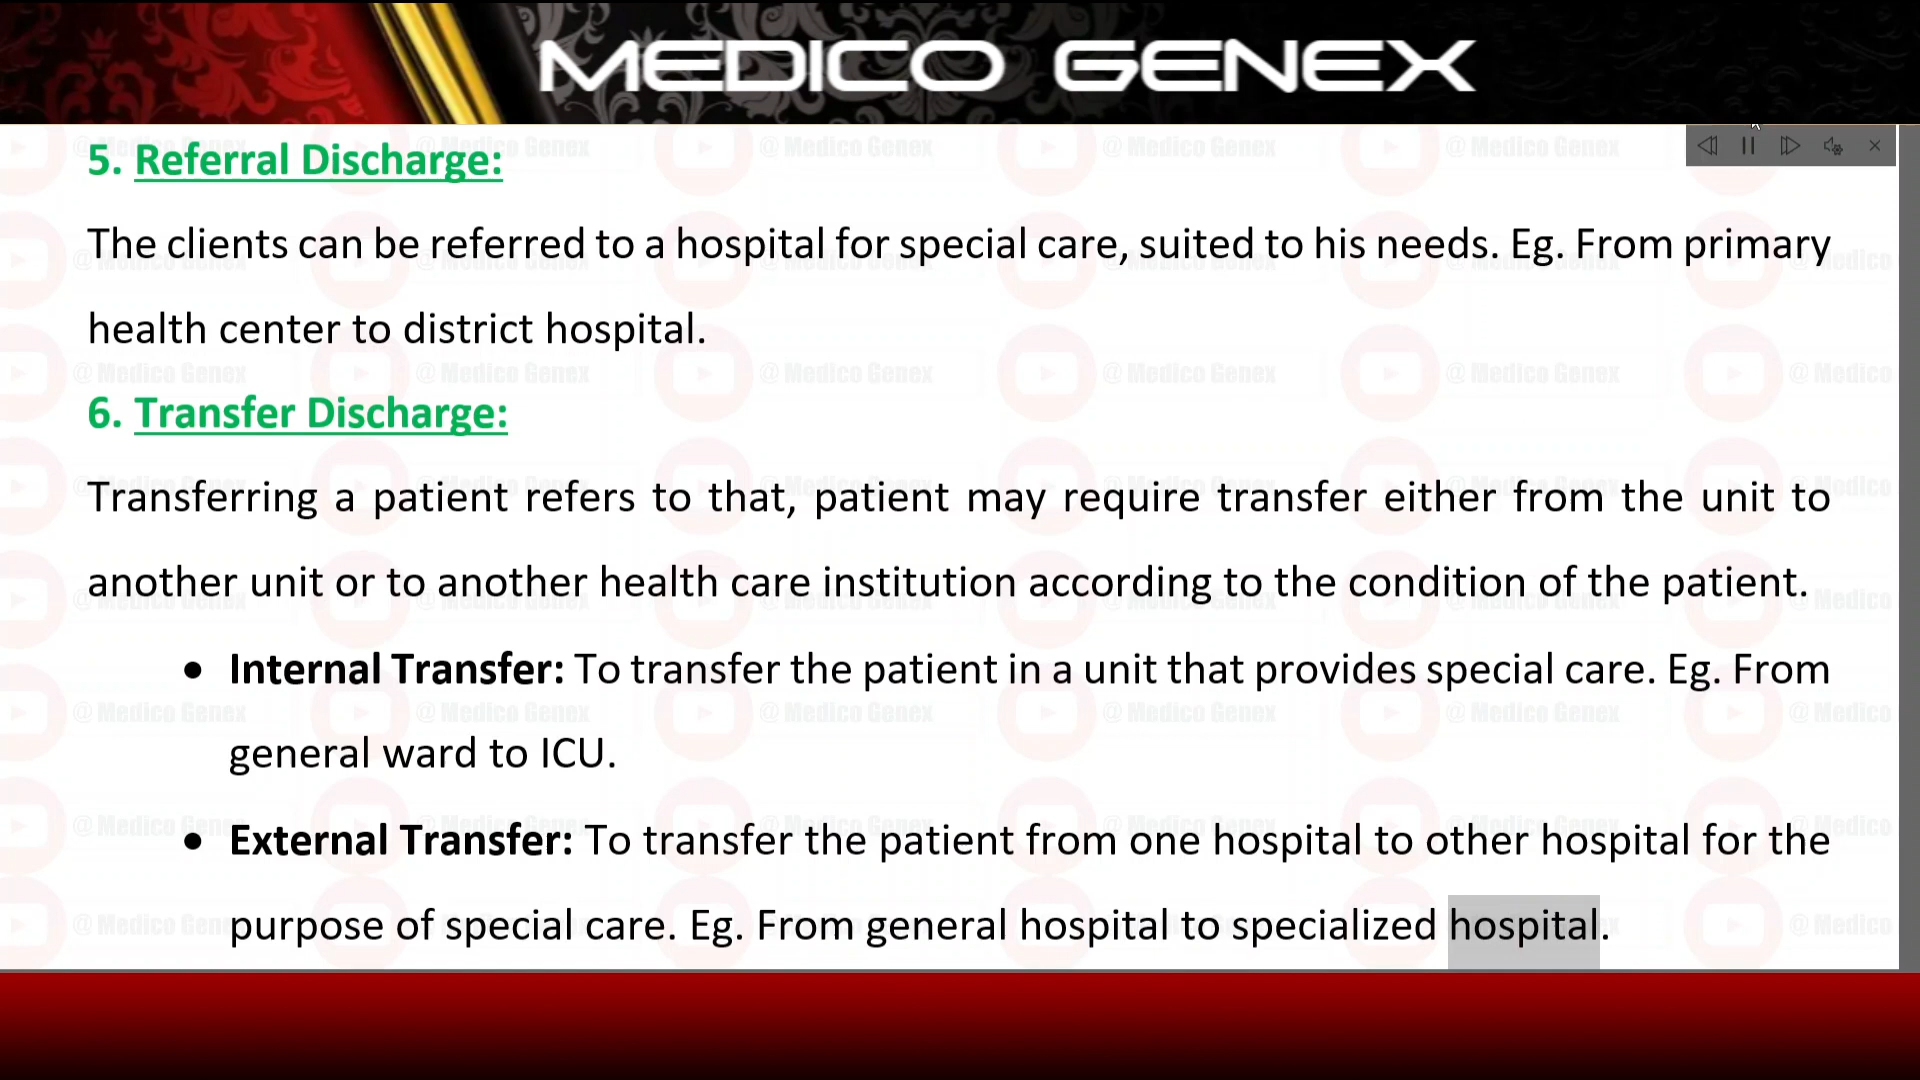 MEDICO GENEX
5. Referral Discharge:
The clients can be referred to a hospital for special care, suited to his needs. Eg. From primary
health center to district hospital.
6. Transfer Discharge:
Transferring a patient refers to that, patient may require transfer either from the unit to
another unit or to another health care institution according to the condition of the patient.
• Internal Transfer: To transfer the patient in a unit that provides special care. Eg. From
general ward to ICU.
• External Transfer: To transfer the patient from one hospital to other hospital for the
purpose of special care. Eg. From general hospital to specialized hospital.
@ Medico Genex